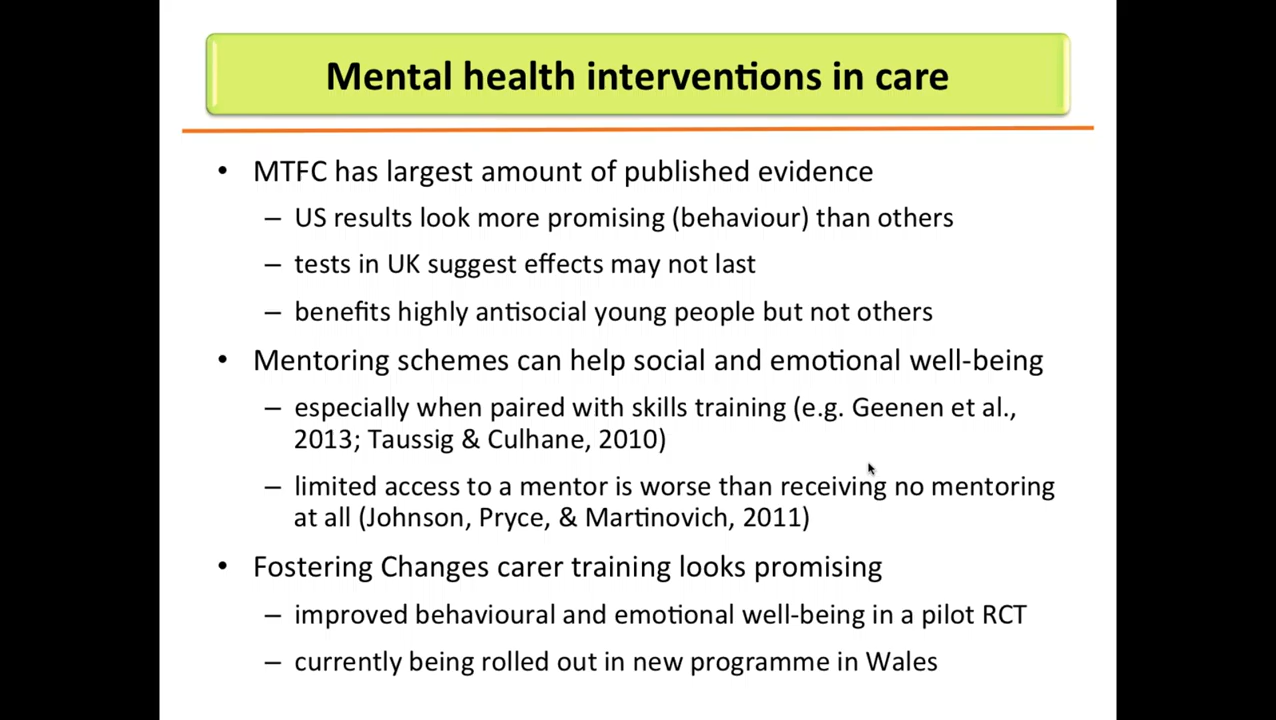 Mental health interventions in care
• MTFC has largest amount of published evidence
– US results look more promising (behaviour) than others
– tests in UK suggest effects may not last
– benefits highly antisocial young people but not others
• Mentoring schemes can help social and emotional well-being
– especially when paired with skills training (e.g. Geenen et al.,
2013; Taussig & Culhane, 2010)
– limited access to a mentor is worse than receiving no mentoring
at all (Johnson, Pryce, & Martinovich, 2011)
• Fostering Changes carer training looks promising
– improved behavioural and emotional well-being in a pilot RCT
– currently being rolled out in new programme in Wales